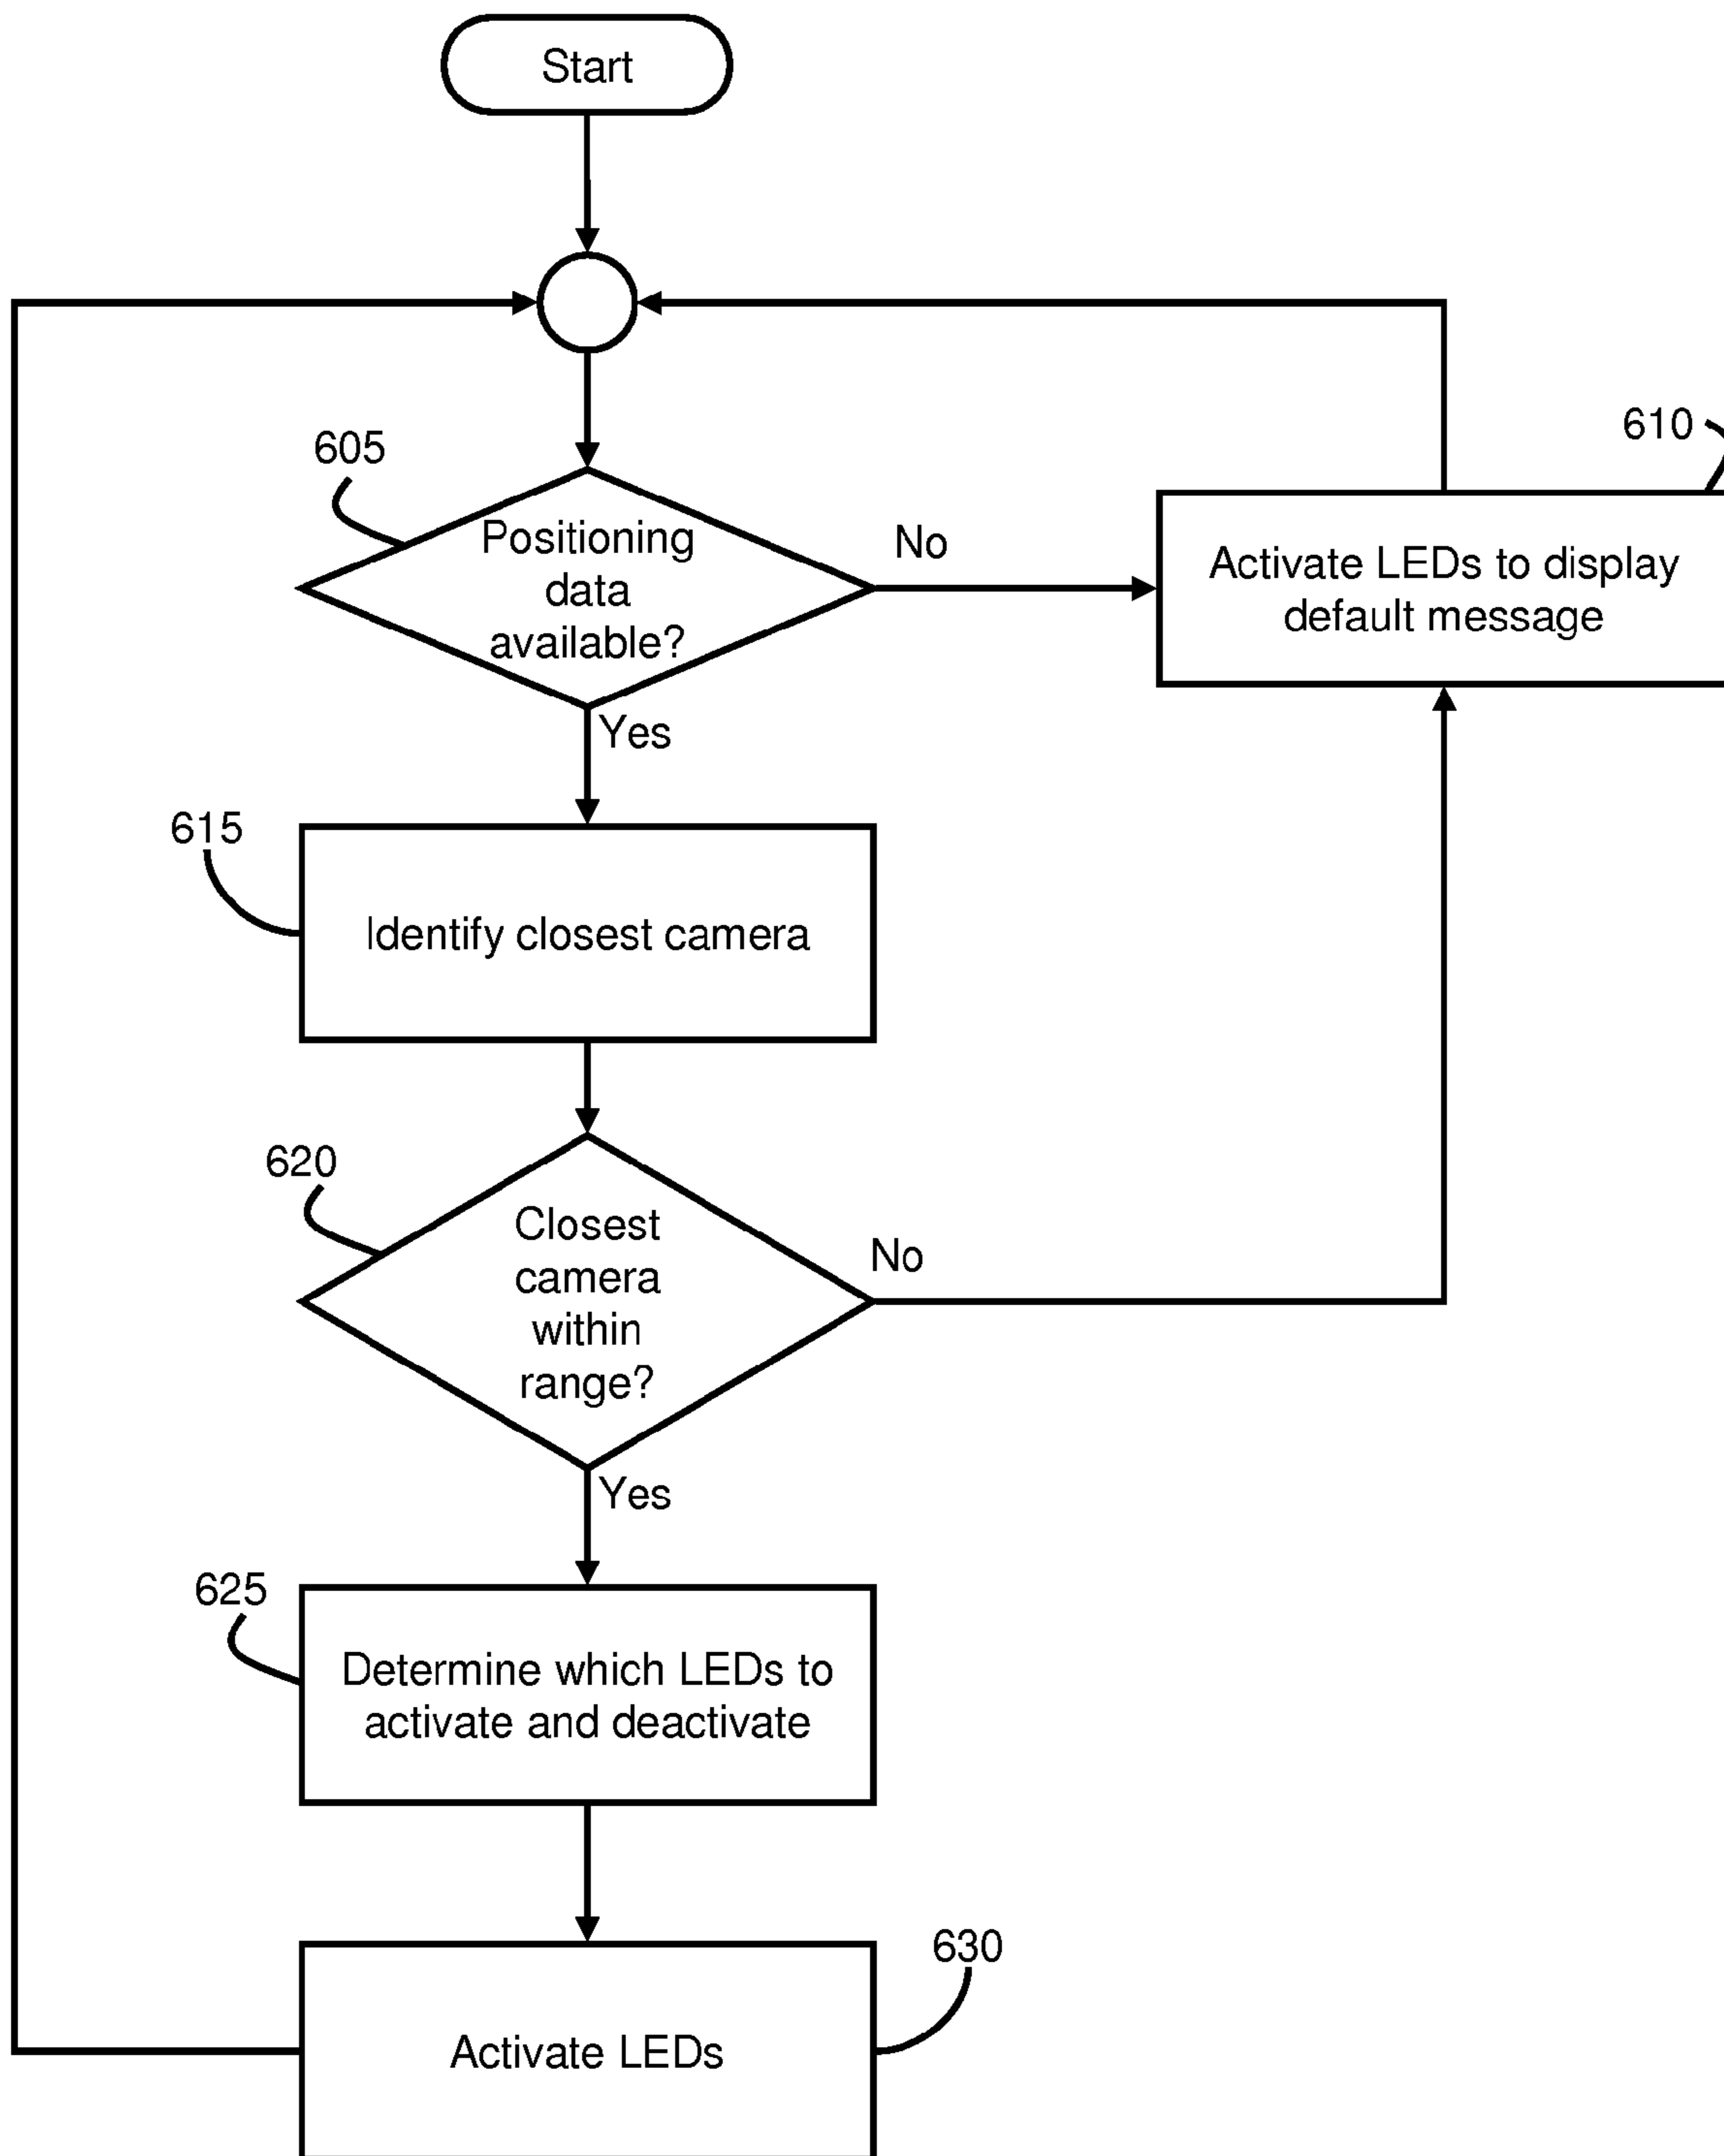 Start
605
Positioning
data
available?
No
610
Activate LEDs to display
default message
Yes
615
Identify closest camera
620
Closest
camera
within
range?
No
Yes
625
Determine which LEDs to
activate and deactivate
630
Activate LEDs